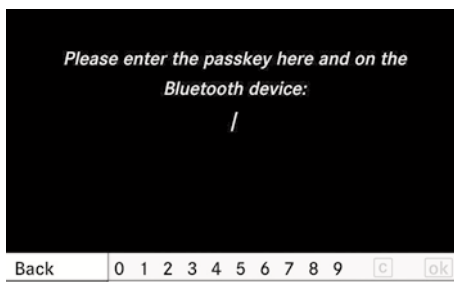 Please enter the passkey here and on the
Bluetooth device:
Back 0 1 2 3 4 5 6 7 8 9 C ok